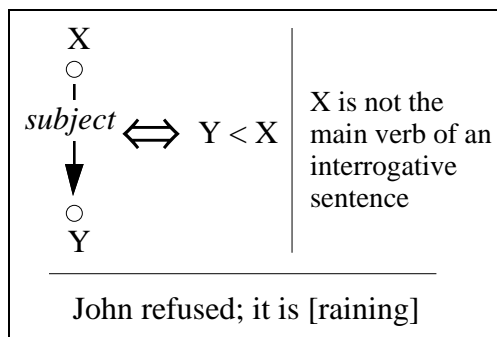 X
subject
⇔ Y < X
Y
X is not the
main verb of an
interrogative
sentence
John refused; it is [raining]